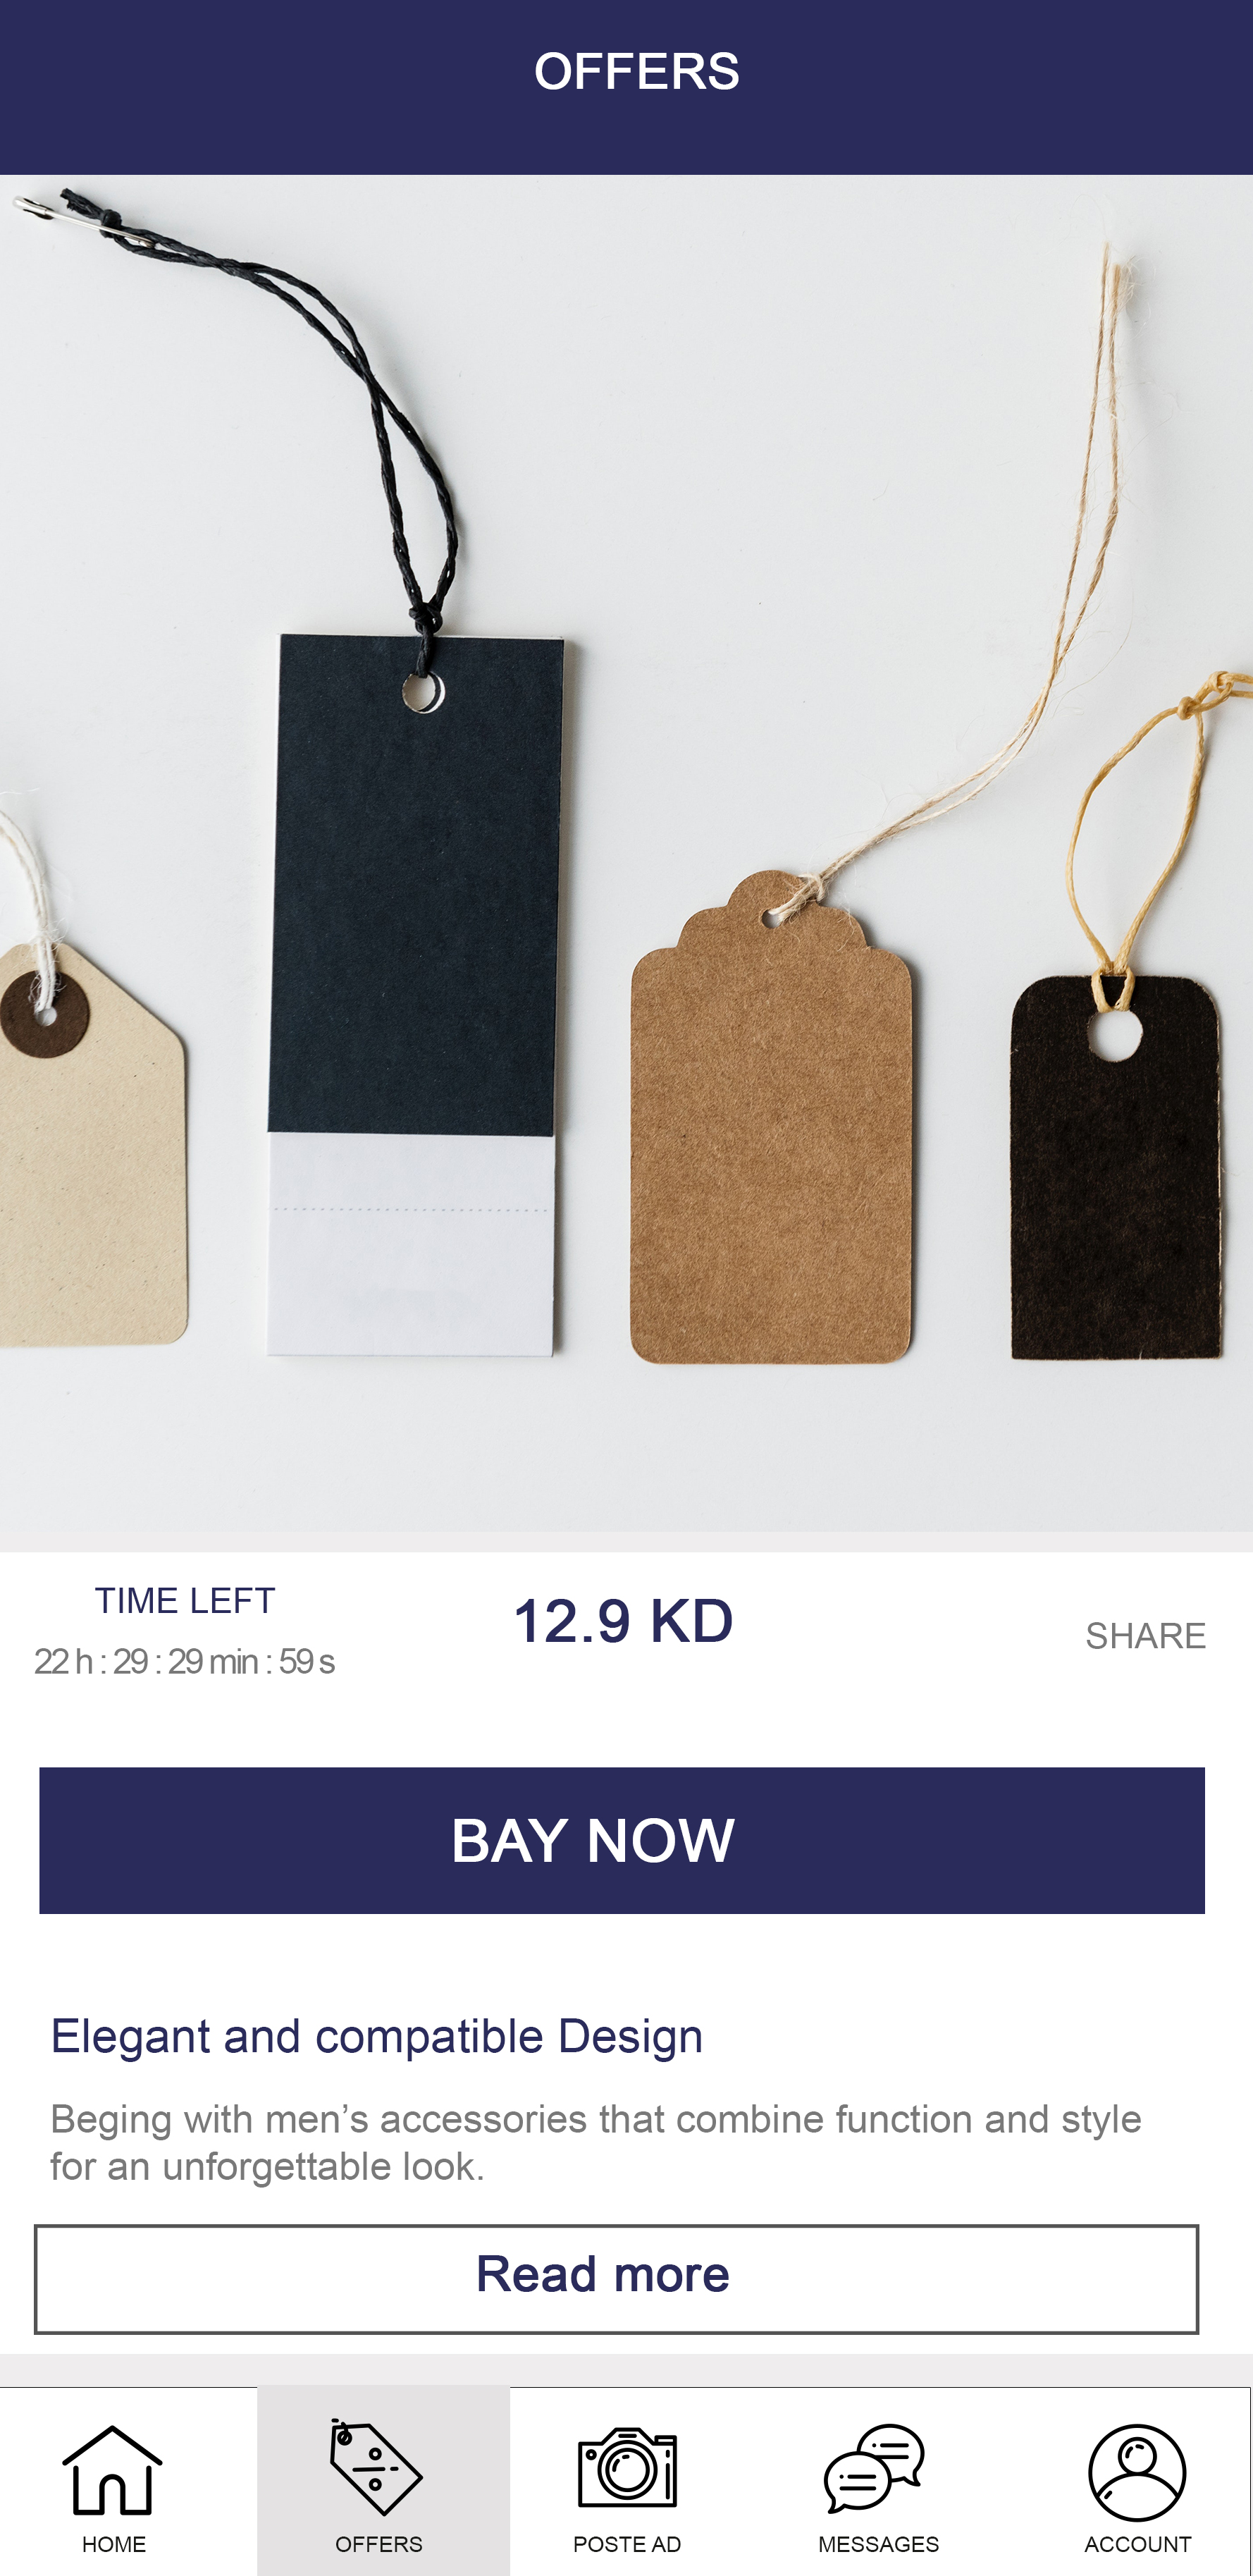 OFFERS
TIME LEFT
22 h : 29 : 29 min : 59 s
12.9 KD
SHARE
BAY NOW
Elegant and compatible Design
Beging with men’s accessories that combine function and style
for an unforgettable look.
Read more
HOME
OFFERS
POSTE AD
MESSAGES
ACCOUNT